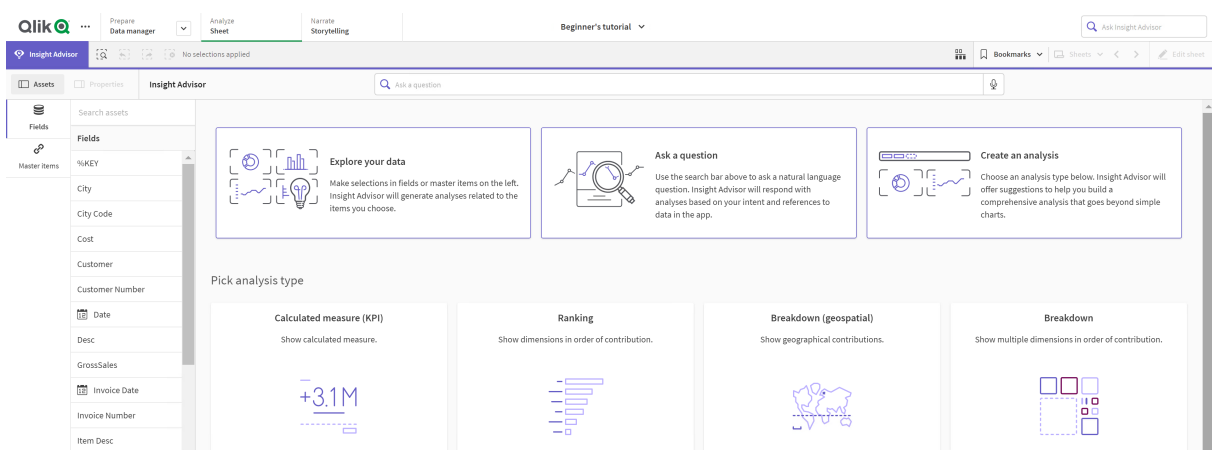 Qlik
Prepare
Data manager
Analyze
Sheet
Narrate
Storytelling
Beginner's tutorial
Ask Insight Advisor
Insight Advisor
No selections applied
Bookmarks
Sheets
Edit sheet
Assets
Properties
Insight Advisor
Ask a question
Fields
Master items
Search assets
Fields
%KEY
City
City Code
Cost
Customer
Customer Number
Date
Desc
GrossSales
Invoice Date
Invoice Number
Item Desc
Explore your data
Make selections in fields or master items on the left.
Insight Advisor will generate analyses related to the
items you choose.
Ask a question
Use the search bar above to ask a natural language
question. Insight Advisor will respond with
analyses based on your intent and references to
data in the app.
Create an analysis
Choose an analysis type below. Insight Advisor will
offer suggestions to help you build a
comprehensive analysis that goes beyond simple
charts.
Pick analysis type
Calculated measure (KPI)
Show calculated measure.
+3.1M
Ranking
Show dimensions in order of contribution.
Breakdown (geospatial)
Show geographical contributions.
Breakdown
Show multiple dimensions in order of contribution.